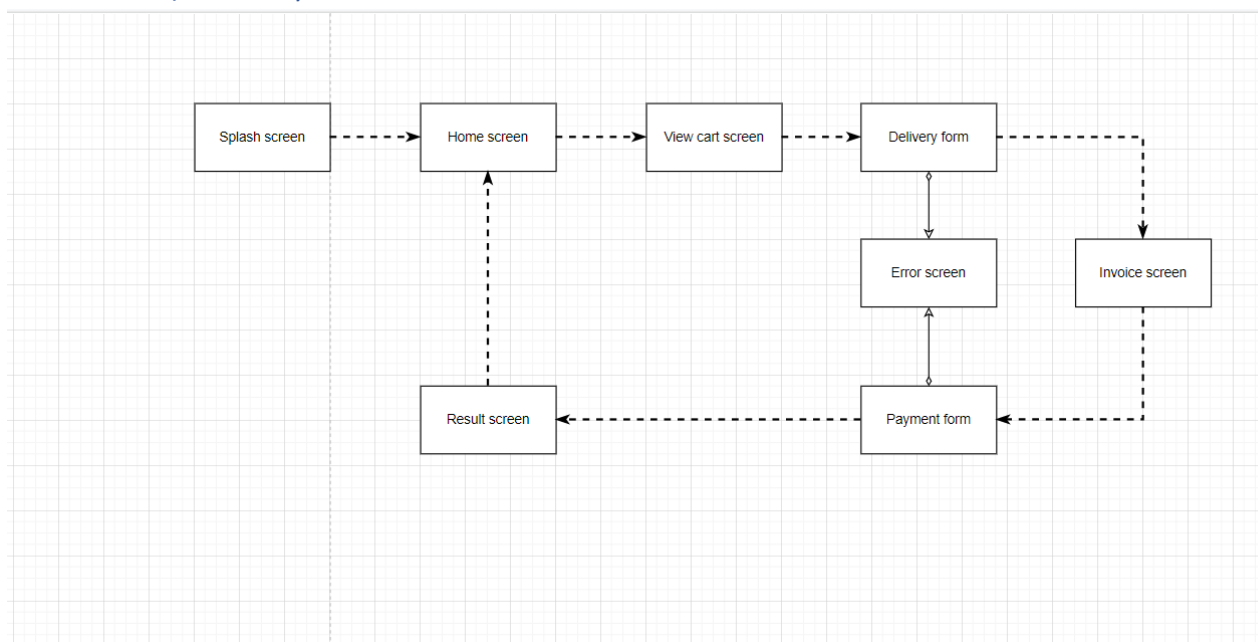 Splash screen
Home screen
View cart screen
Delivery form
Error screen
Invoice screen
Result screen
Payment form